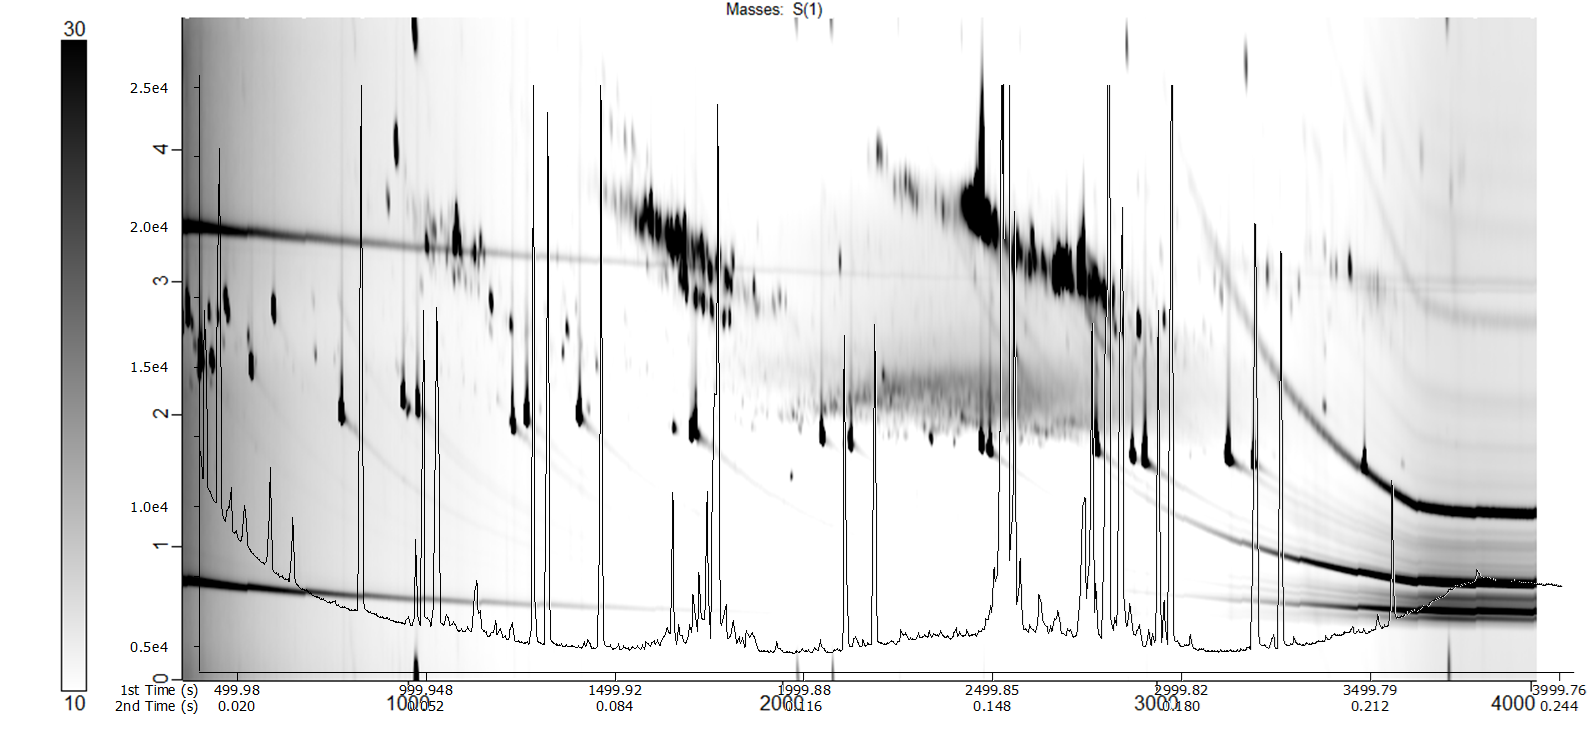 Masses: S(1)
30
2.5e4
4
2.0e4
3
1.5e4
2
1.0e4
1
0.5e4
0
10
1st Time (s) 499.98 999.948 1499.92 1999.88 2499.85 2999.82 3499.79 3999.76
1000 2000 3000 4000
2nd Time (s) 0.020 0.052 0.084 0.116 0.148 0.180 0.212 0.244